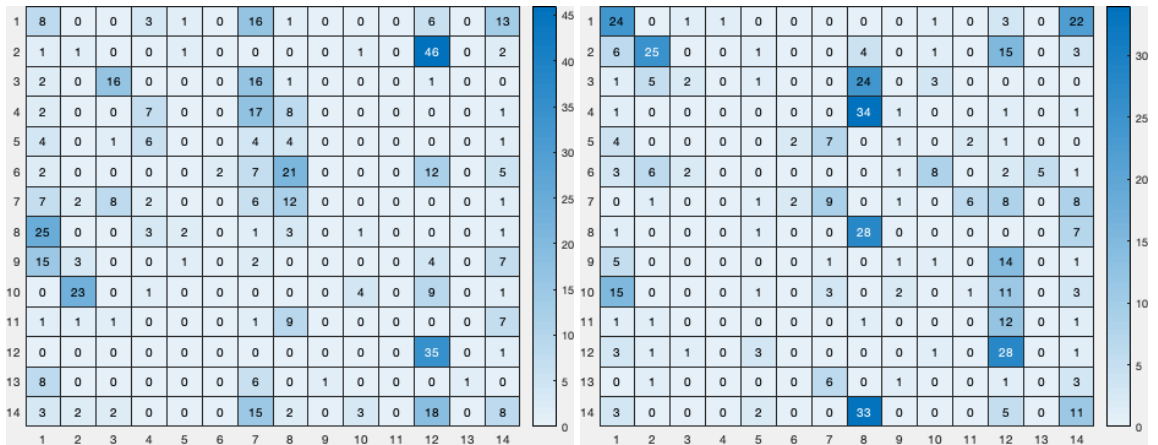 1 8 0 0 3 1 0 16 1 0 0 0 6 0 13
2 1 1 0 0 1 0 0 0 0 1 0 46 0 2
3 2 0 16 0 0 0 16 1 0 0 0 1 0 0
4 2 0 0 7 0 0 17 8 0 0 0 0 0 1
5 4 0 1 6 0 0 4 4 0 0 0 0 0 1
6 2 0 0 0 0 2 7 21 0 0 0 12 0 5
7 7 2 8 2 0 0 6 12 0 0 0 0 0 0
8 25 0 0 3 2 0 1 3 0 1 0 0 0 1
9 15 3 0 0 1 0 2 0 0 0 0 4 0 7
10 0 23 0 1 0 0 0 0 0 4 0 9 0 1
11 1 1 1 0 0 0 1 9 0 0 0 0 0 7
12 0 0 0 0 0 0 0 0 0 0 0 35 0 1
13 8 0 0 0 0 0 6 0 1 0 0 0 1 0
14 3 2 2 0 0 0 15 2 0 3 0 18 0 8
1 2 3 4 5 6 7 8 9 10 11 12 13 14
45
40
35
30
25
20
15
10
5
0
1 24 0 1 1 0 0 0 0 0 1 0 3 0 22
2 6 25 0 0 1 0 0 4 0 1 0 15 0 3
3 1 5 2 0 1 0 0 24 0 3 0 0 0 0
4 1 0 0 0 0 0 0 34 1 0 0 1 0 1
5 4 0 0 0 0 2 7 0 1 0 2 1 0 0
6 3 6 2 0 0 0 0 0 1 8 0 2 5 1
7 0 1 0 0 1 2 9 0 1 0 6 8 0 8
8 1 0 0 0 1 0 0 28 0 0 0 0 0 7
9 5 0 0 0 0 0 1 0 1 1 0 14 0 1
10 15 0 0 0 1 0 3 0 2 0 1 11 0 3
11 1 1 0 0 0 0 0 1 0 0 0 12 0 1
12 3 1 1 0 3 0 0 0 0 1 0 28 0 1
13 0 1 0 0 0 0 6 0 1 0 0 1 0 3
14 3 0 0 0 2 0 0 33 0 0 0 5 0 11
1 2 3 4 5 6 7 8 9 10 11 12 13 14
30
25
20
15
10
5
0